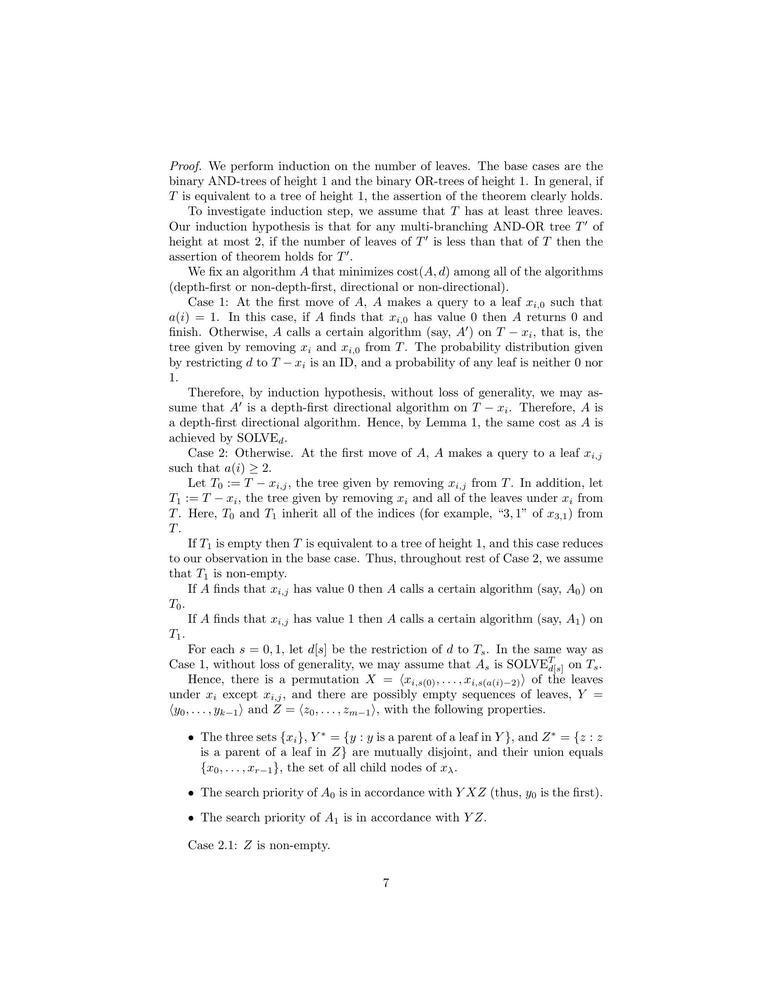 Proof. We perform induction on the number of leaves. The base cases are the
binary AND-trees of height 1 and the binary OR-trees of height 1. In general, if
T is equivalent to a tree of height 1, the assertion of the theorem clearly holds.
To investigate induction step, we assume that T has at least three leaves.
Our induction hypothesis is that for any multi-branching AND-OR tree T′ of
height at most 2, if the number of leaves of T′ is less than that of T then the
assertion of theorem holds for T′.
We fix an algorithm A that minimizes cost(A, d) among all of the algorithms
(depth-first or non-depth-first, directional or non-directional).
Case 1: At the first move of A, A makes a query to a leaf x_{i,0} such that
a(i) = 1. In this case, if A finds that x_{i,0} has value 0 then A returns 0 and
finish. Otherwise, A calls a certain algorithm (say, A′) on T − x_i, that is, the
tree given by removing x_i and x_{i,0} from T. The probability distribution given
by restricting d to T − x_i is an ID, and a probability of any leaf is neither 0 nor
1.
Therefore, by induction hypothesis, without loss of generality, we may as-
sume that A′ is a depth-first directional algorithm on T − x_i. Therefore, A is
a depth-first directional algorithm. Hence, by Lemma 1, the same cost as A is
achieved by SOLVE_d.
Case 2: Otherwise. At the first move of A, A makes a query to a leaf x_{i,j}
such that a(i) ≥ 2.
Let T_0 := T − x_{i,j}, the tree given by removing x_{i,j} from T. In addition, let
T_1 := T − x_i, the tree given by removing x_i and all of the leaves under x_i from
T. Here, T_0 and T_1 inherit all of the indices (for example, “3, 1” of x_{3,1}) from
T.
If T_1 is empty then T is equivalent to a tree of height 1, and this case reduces
to our observation in the base case. Thus, throughout rest of Case 2, we assume
that T_1 is non-empty.
If A finds that x_{i,j} has value 0 then A calls a certain algorithm (say, A_0) on
T_0.
If A finds that x_{i,j} has value 1 then A calls a certain algorithm (say, A_1) on
T_1.
For each s = 0, 1, let d[s] be the restriction of d to T_s. In the same way as
Case 1, without loss of generality, we may assume that A_s is SOLVE^T_{d[s]} on T_s.
Hence, there is a permutation X = ⟨x_{i,s(0)}, . . . , x_{i,s(a(i)−2)}⟩ of the leaves
under x_i except x_{i,j}, and there are possibly empty sequences of leaves, Y =
⟨y_0, . . . , y_{k−1}⟩ and Z = ⟨z_0, . . . , z_{m−1}⟩, with the following properties.
• The three sets {x_i}, Y* = {y : y is a parent of a leaf in Y}, and Z* = {z : z
is a parent of a leaf in Z} are mutually disjoint, and their union equals
{x_0, . . . , x_{r−1}}, the set of all child nodes of x_λ.
• The search priority of A_0 is in accordance with Y XZ (thus, y_0 is the first).
• The search priority of A_1 is in accordance with Y Z.
Case 2.1: Z is non-empty.
7